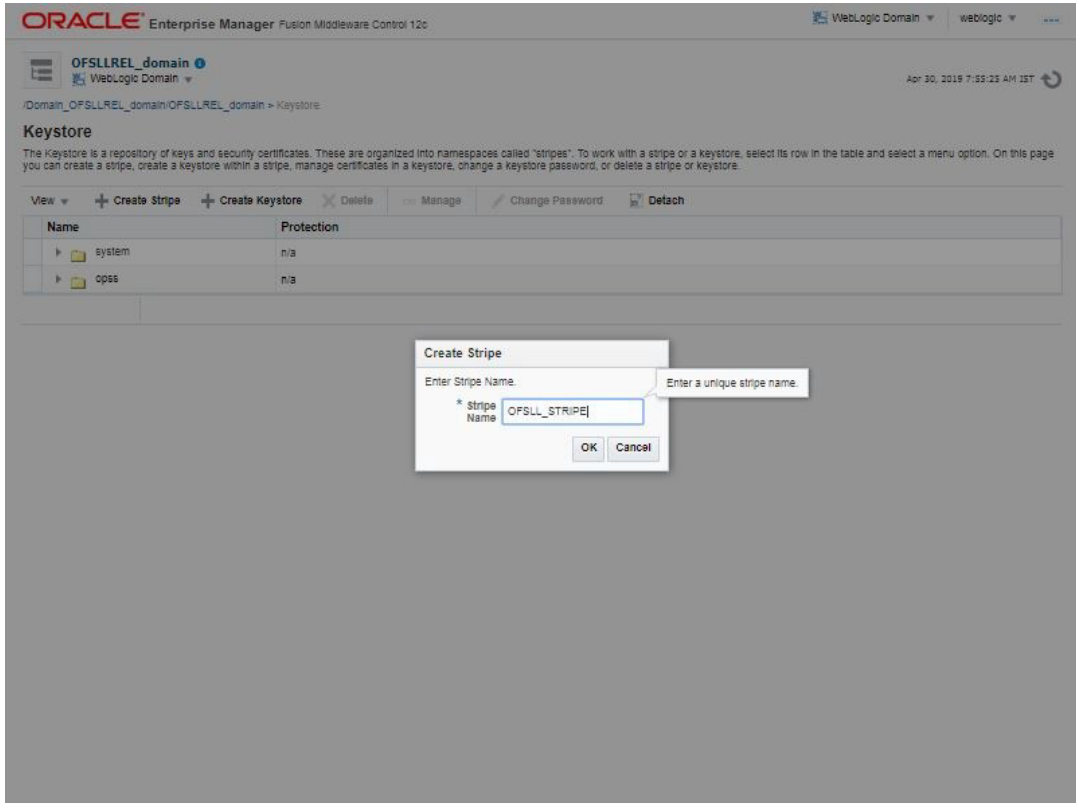 ORACLE Enterprise Manager Fusion Middleware Control 12c
WebLogic Domain weblogic
OFSLLREL_domain
WebLogic Domain
Apr 30, 2019 7:55:25 AM IST
/Domain_OFSLLREL_domain/OFSLLREL_domain > Keystore
Keystore
The Keystore is a repository of keys and security certificates. These are organized into namespaces called "stripes". To work with a stripe or a keystore, select its row in the table and select a menu option. On this page
you can create a stripe, create a keystore within a stripe, manage certificates in a keystore, change a keystore password, or delete a stripe or keystore.
View Create Stripe Create Keystore Delete Manage Change Password Detach
Name Protection
system n/a
opss n/a
Create Stripe
Enter Stripe Name.
Enter a unique stripe name.
* Stripe
Name OFSLL_STRIPE
OK Cancel